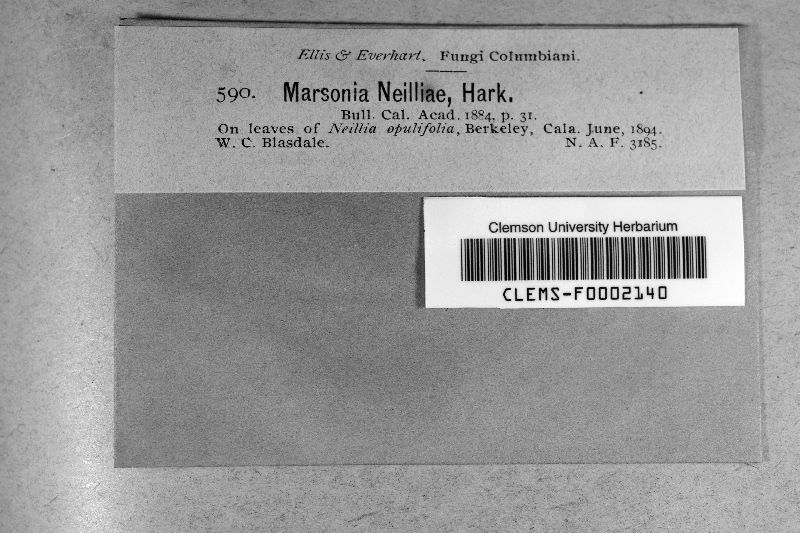 Ellis & Everhart. Fungi Columbiani.
590. Marsonia Neilliae, Hark.
Bull. Cal. Acad. 1884, p. 31.
On leaves of Neillia opulifolia, Berkeley, Cala. June, 1894.
W. C. Blasdale. N. A. F. 3185.
Clemson University Herbarium
CLEMS-F0002140